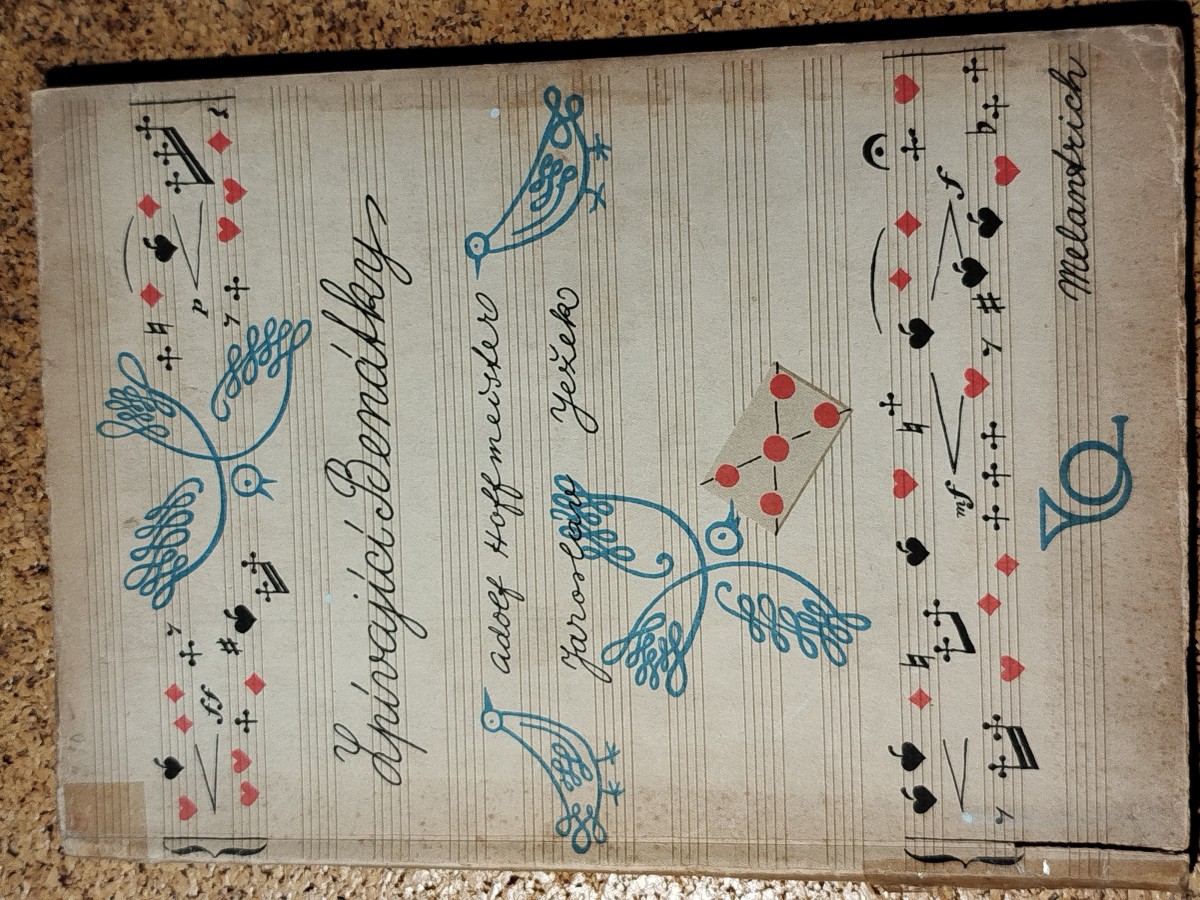 Zpívající Benátky
adolf Hoffmeister
Jaroslav Ježek
Melantrich